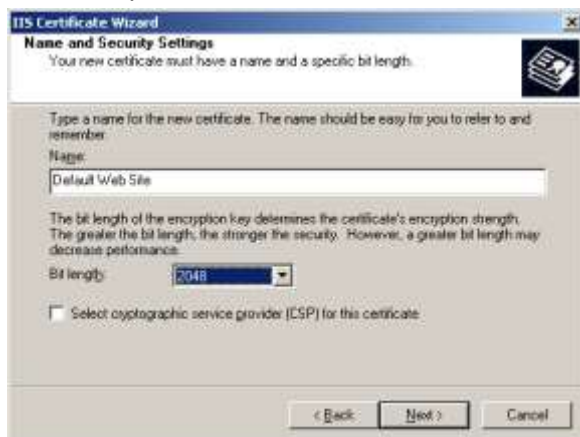 IIS Certificate Wizard
Name and Security Settings
Your new certificate must have a name and a specific bit length.
Type a name for the new certificate. The name should be easy for you to refer to and
remember.
Name:
Default Web Site
The bit length of the encryption key determines the certificate's encryption strength.
The greater the bit length, the stronger the security. However, a greater bit length may
decrease performance.
Bit length: 2048
Select cryptographic service provider (CSP) for this certificate
< Back Next > Cancel